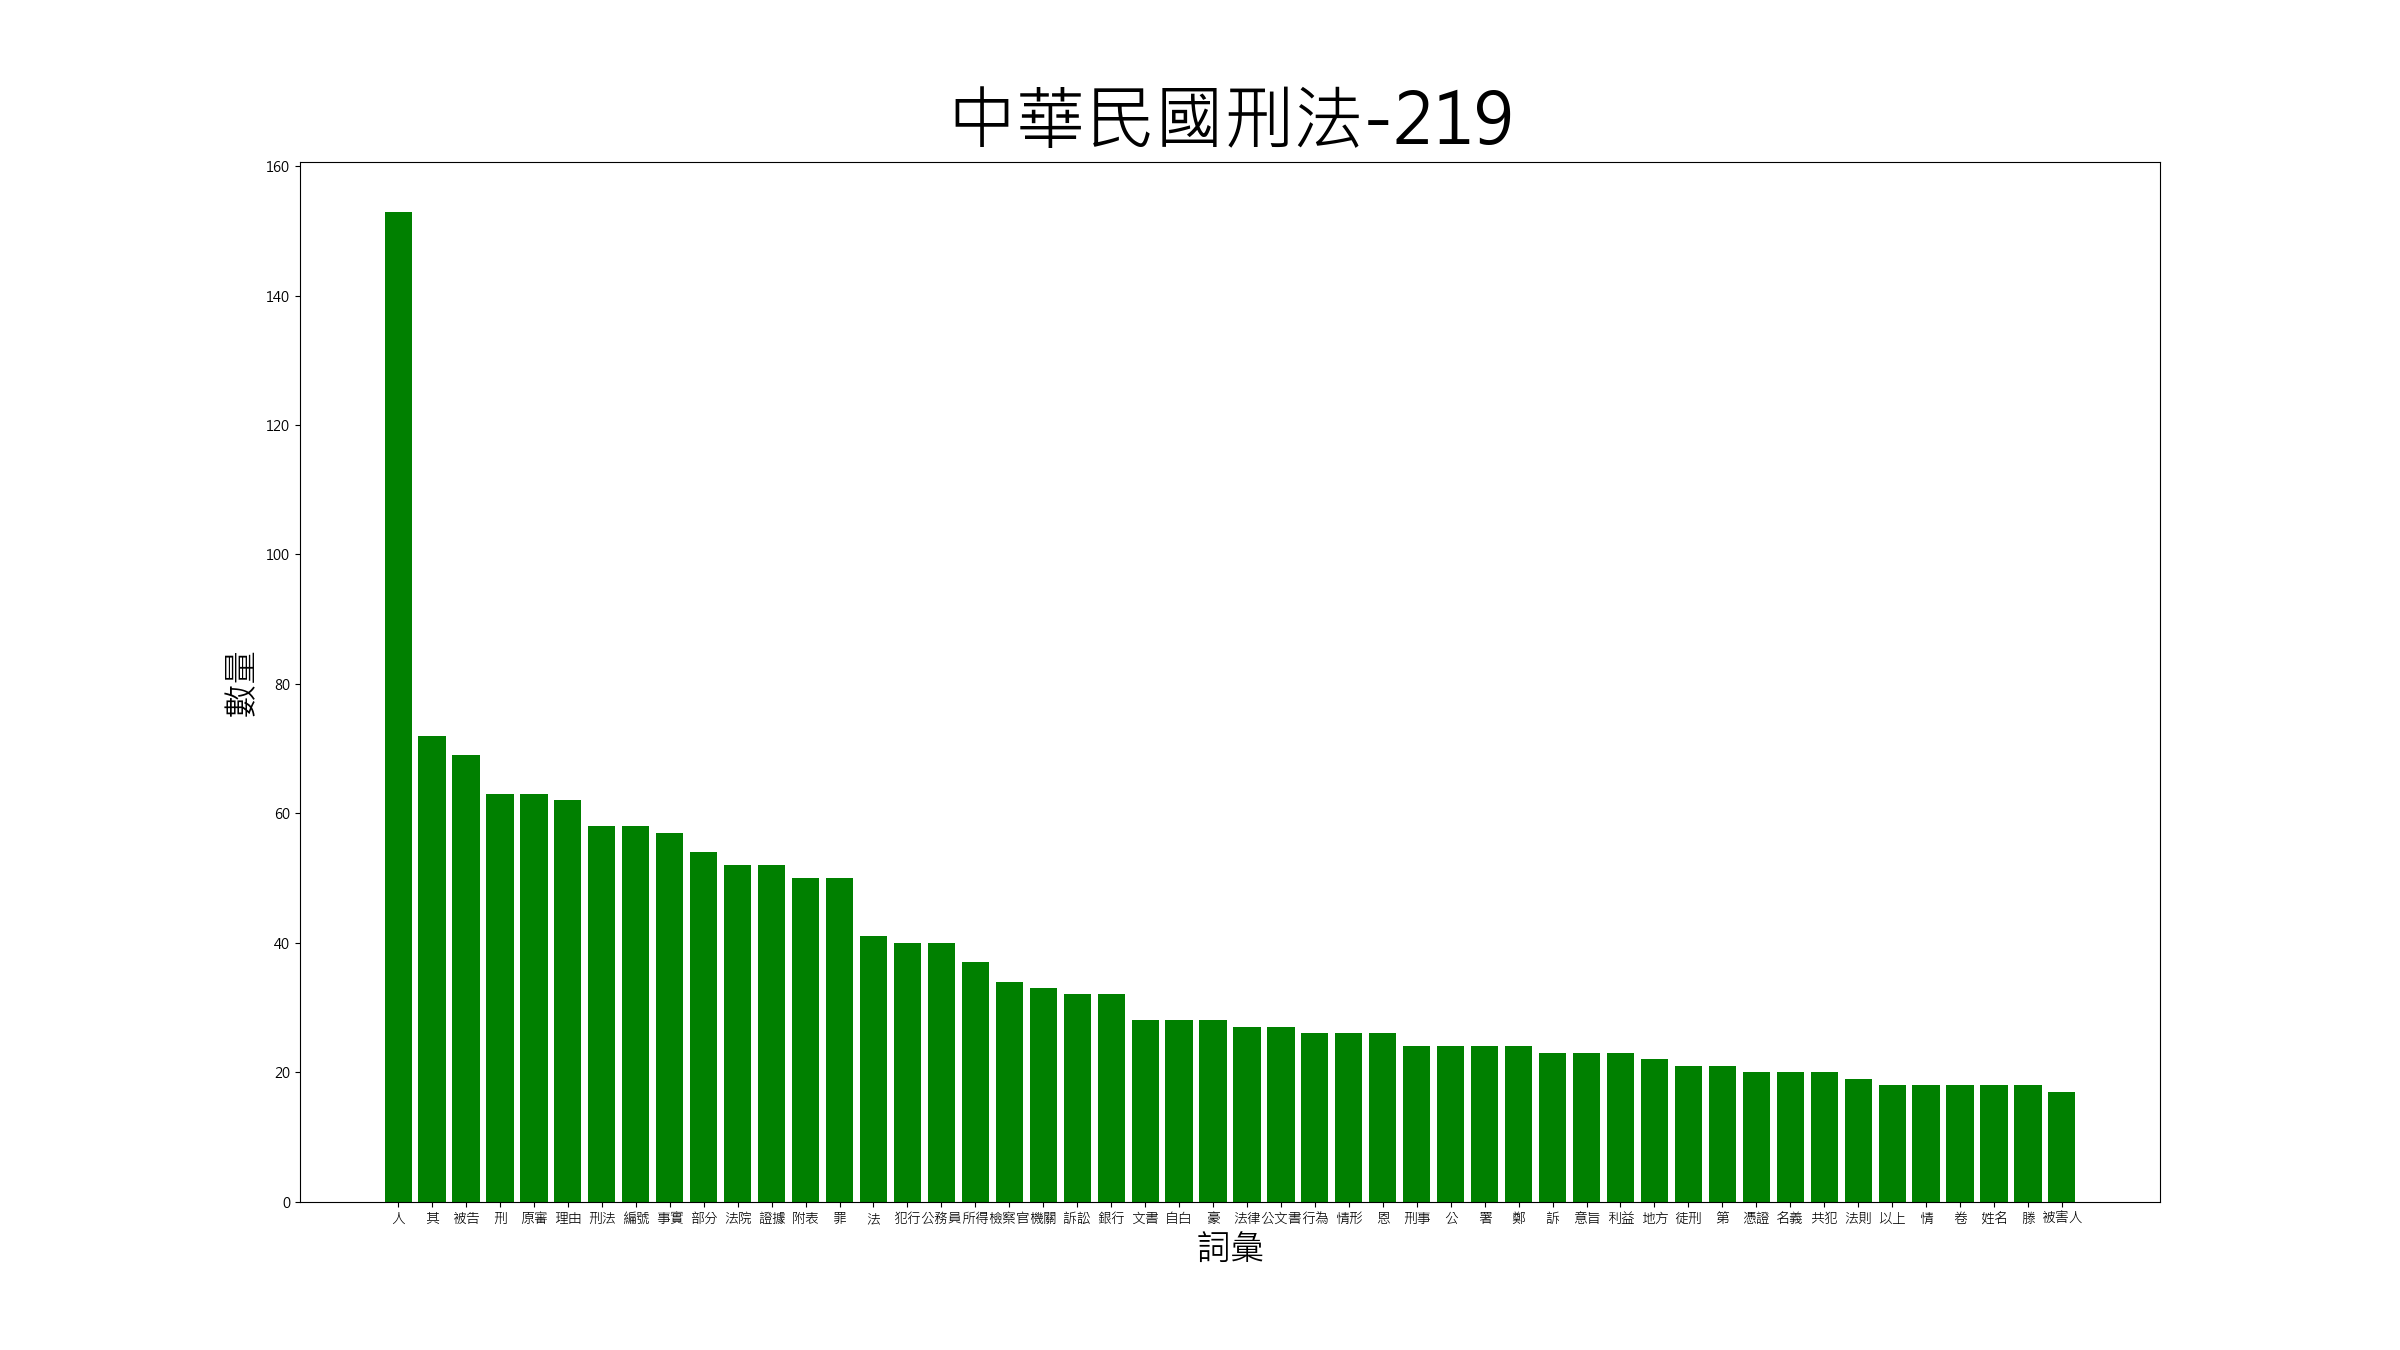 中華民國刑法-219
160
140
120
100
80
60
40
20
0
數量
人 其 被告 刑 原審 理由 刑法 編號 事實 部分 法院 證據 附表 罪 法 犯行 公務員 所得 檢察官 機關 訴訟 銀行 文書 自白 豪 法律 公文書 行為 情形 恩 刑事 公 署 鄭 訴 意旨 利益 地方 徒刑 第 憑證 名義 共犯 法則 以上 情 卷 姓名 滕 被害人
詞彙